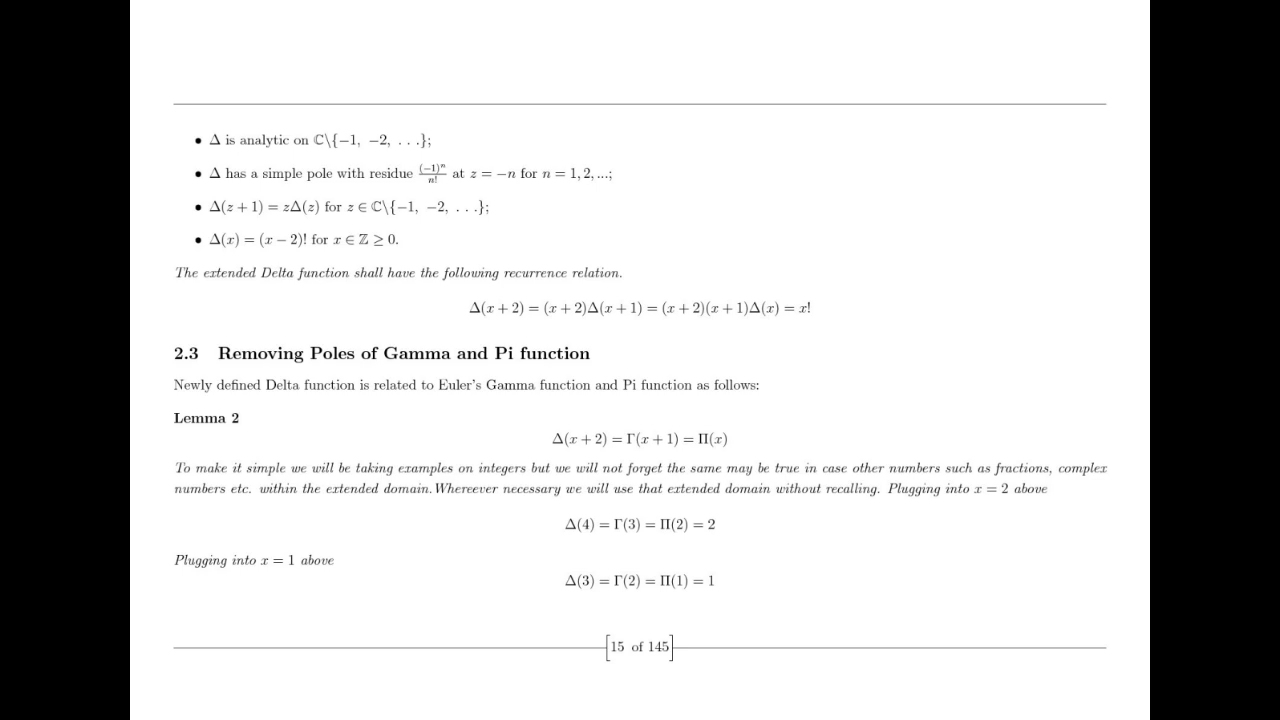 • Δ is analytic on ℂ\{−1, −2, . . .};
• Δ has a simple pole with residue (−1)ⁿ/n! at z = −n for n = 1, 2, ...;
• Δ(z + 1) = zΔ(z) for z ∈ ℂ\{−1, −2, . . .};
• Δ(x) = (x − 2)! for x ∈ ℤ ≥ 0.
The extended Delta function shall have the following recurrence relation.
Δ(x + 2) = (x + 2)Δ(x + 1) = (x + 2)(x + 1)Δ(x) = x!
2.3 Removing Poles of Gamma and Pi function
Newly defined Delta function is related to Euler's Gamma function and Pi function as follows:
Lemma 2
Δ(x + 2) = Γ(x + 1) = Π(x)
To make it simple we will be taking examples on integers but we will not forget the same may be true in case other numbers such as fractions, complex
numbers etc. within the extended domain.Whereever necessary we will use that extended domain without recalling. Plugging into x = 2 above
Δ(4) = Γ(3) = Π(2) = 2
Plugging into x = 1 above
Δ(3) = Γ(2) = Π(1) = 1
[15 of 145]